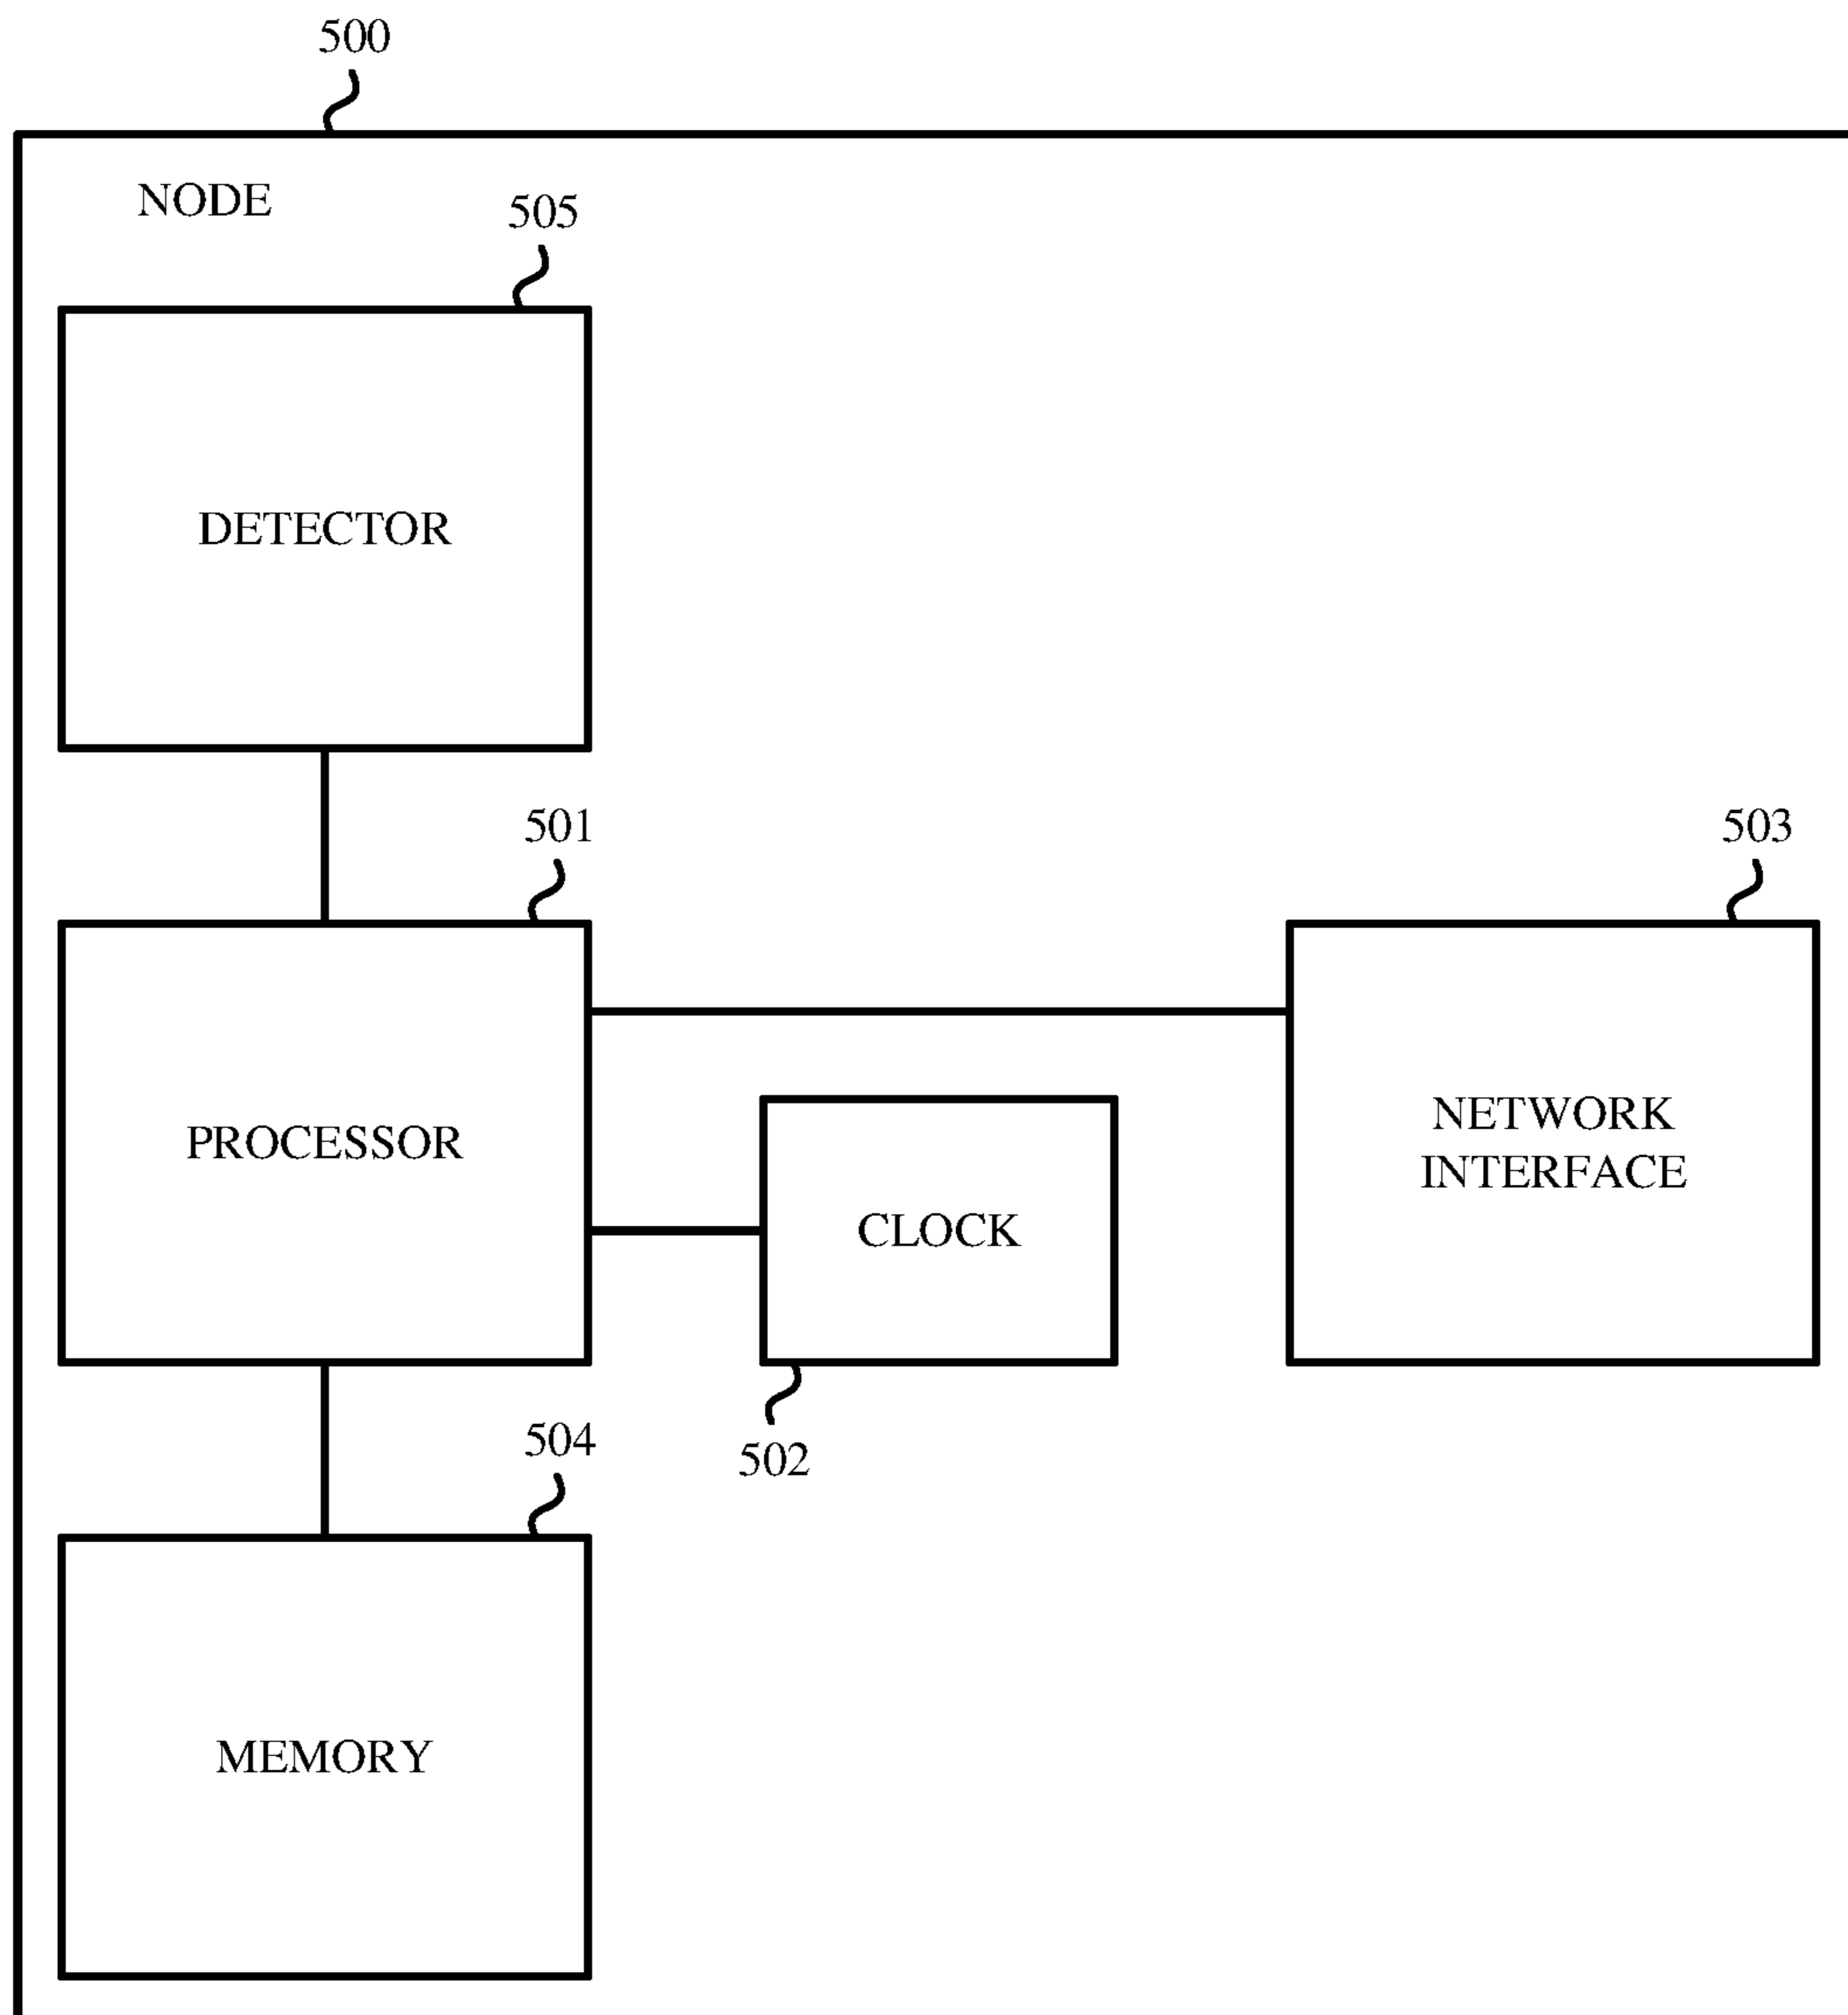 500
NODE
505
DETECTOR
501
503
PROCESSOR
NETWORK
INTERFACE
CLOCK
504
502
MEMORY